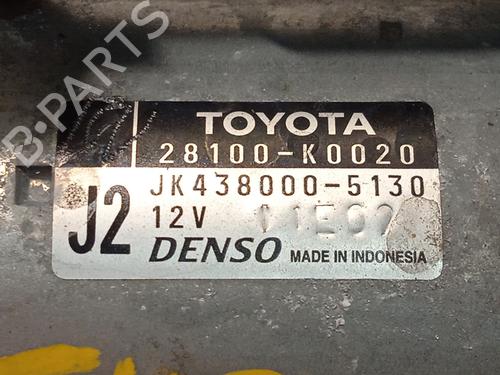 TOYOTA
28100-K0020
JK438000-5130
J2
12V
DENSO MADE IN INDONESIA
B-PARTS